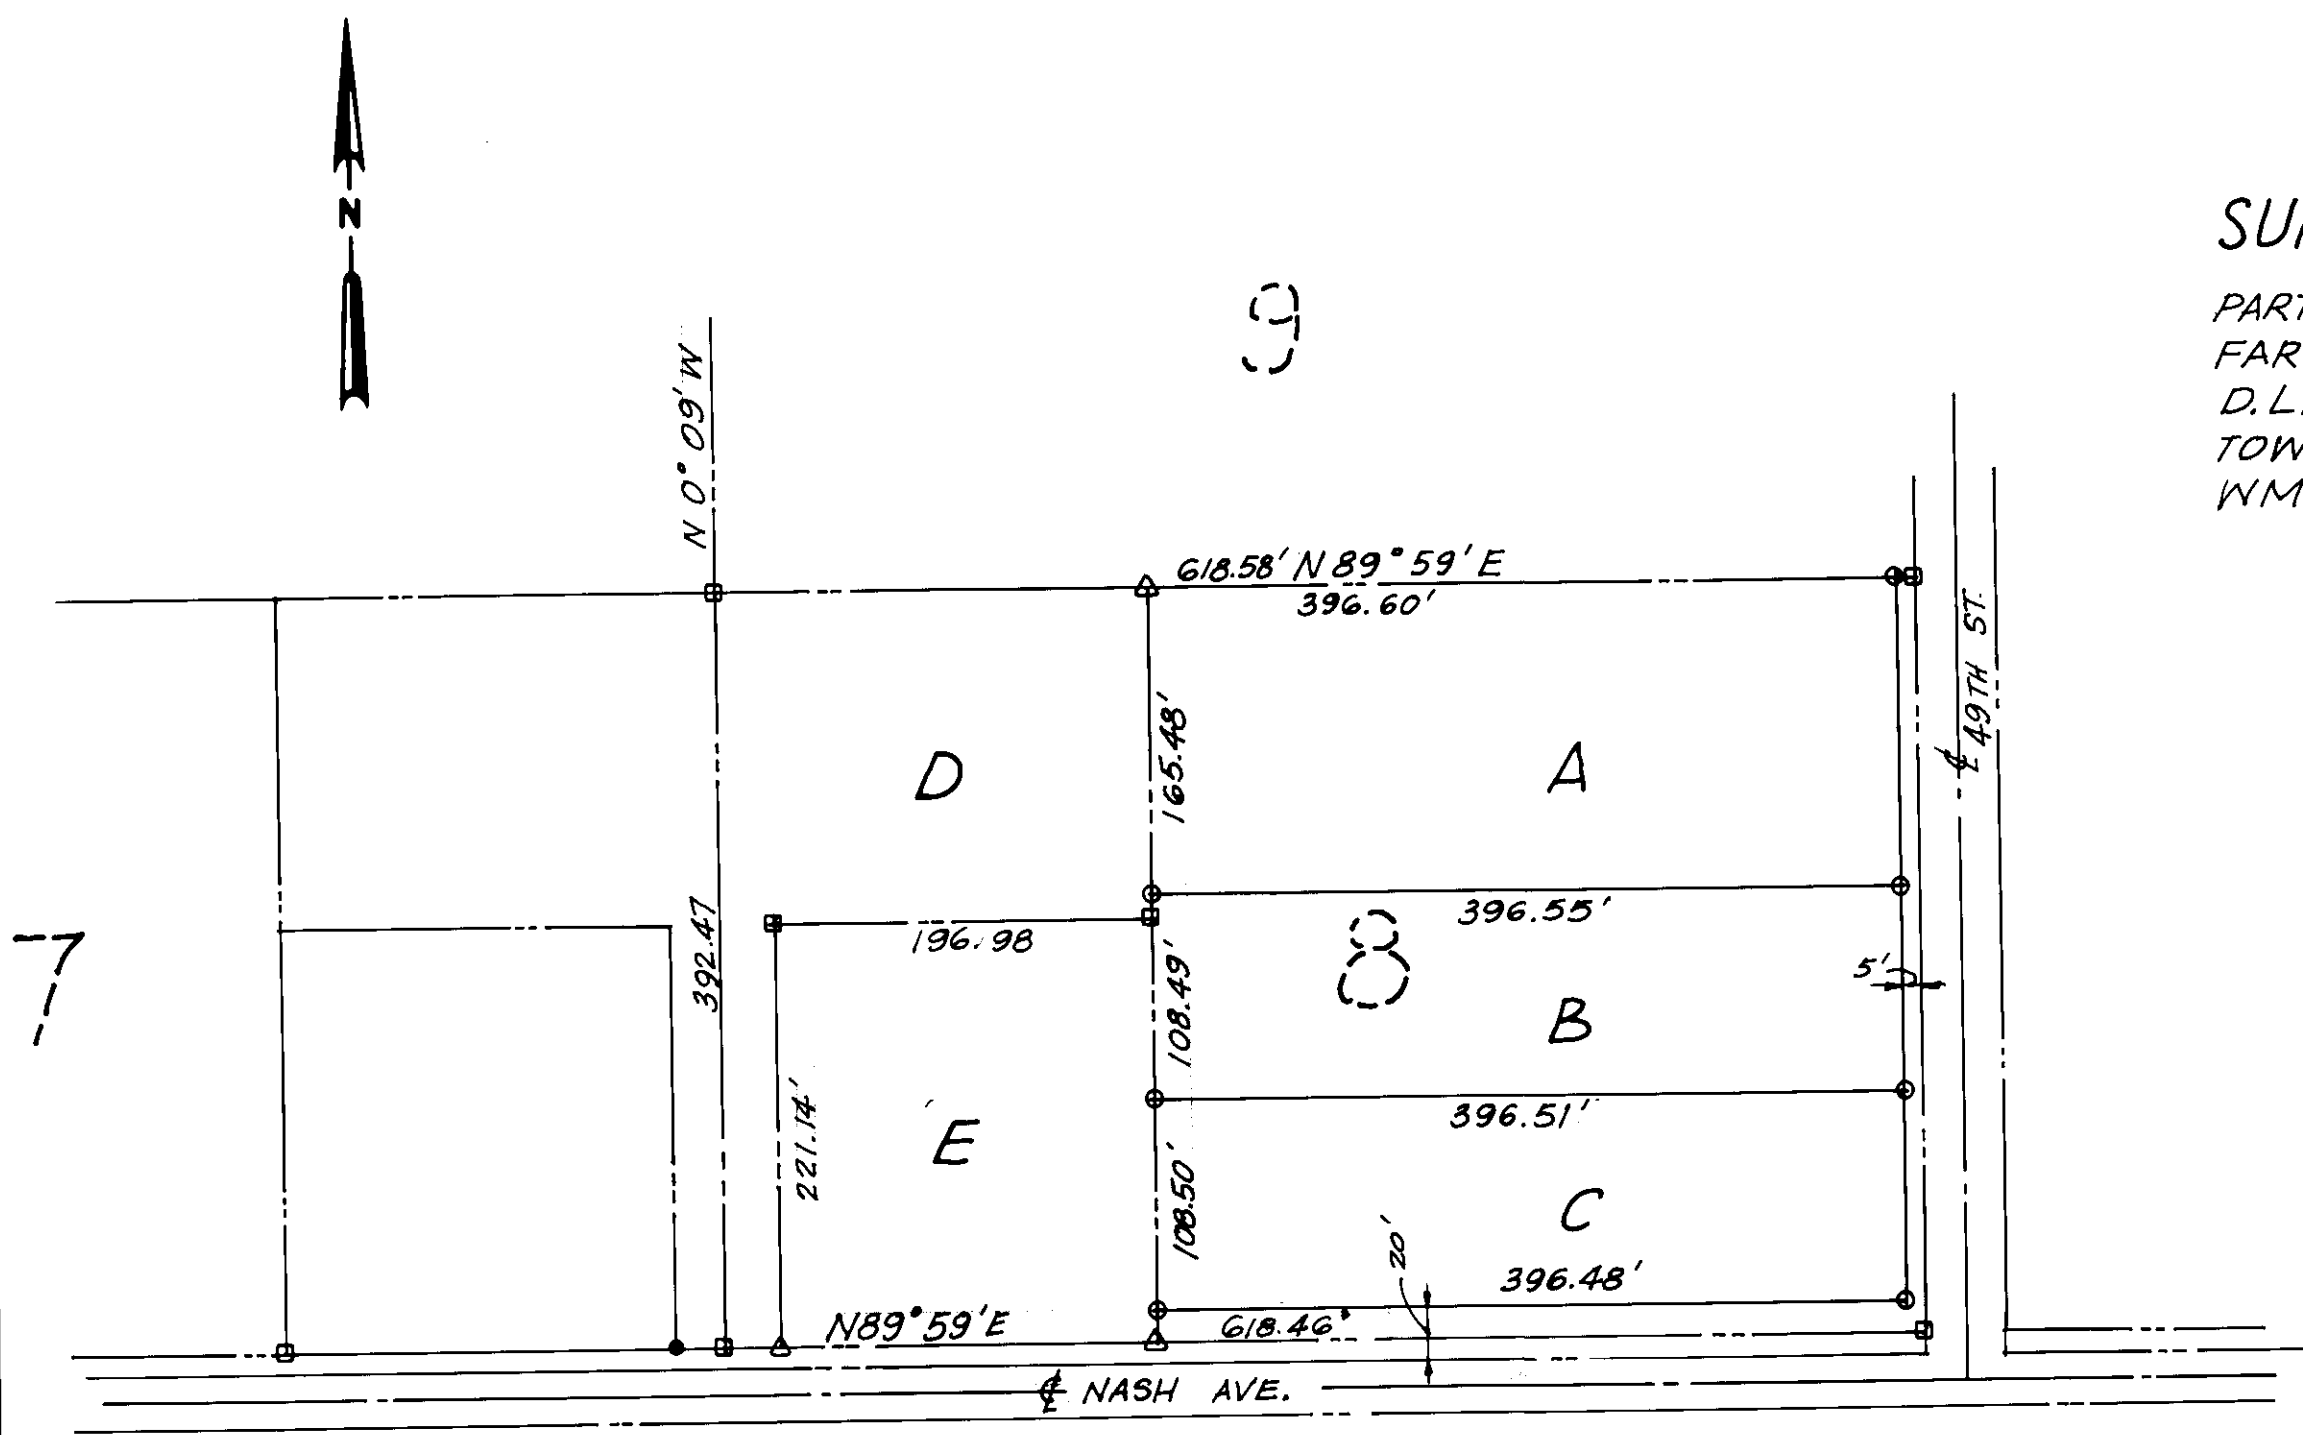 N
SU
PART
FAR
D.L.
TOW
WM
9
N 0° 09' W
618.58' N 89° 59' E
396.60'
49TH ST.
165.48'
D
A
396.55'
196.98
392.47
7
8
108.49'
5'
B
396.51'
221.14'
E
108.50'
C
20'
396.48'
N89°59'E
618.46'
℄ NASH AVE.